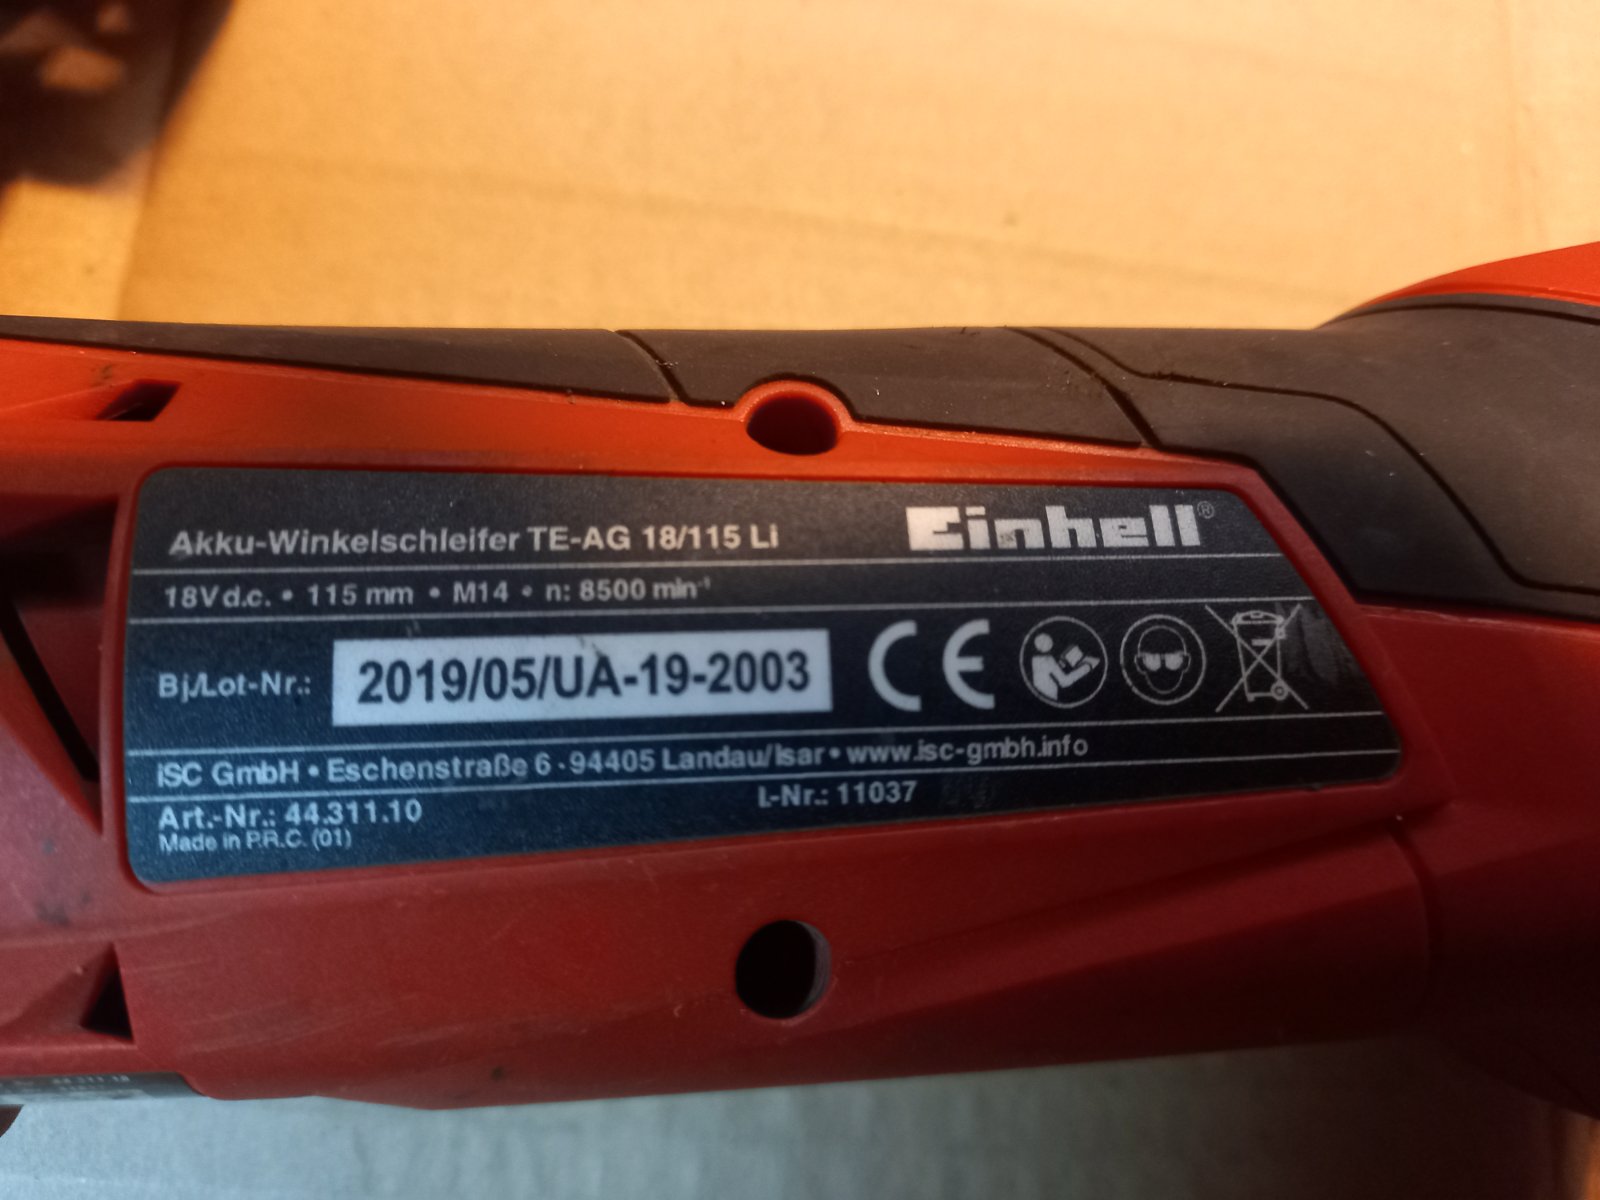 Akku-Winkelschleifer TE-AG 18/115 Li
Einhell®
18V d.c. • 115 mm • M14 • n: 8500 min⁻¹
Bj./Lot-Nr.: 2019/05/UA-19-2003
CE
iSC GmbH • Eschenstraße 6 · 94405 Landau/Isar • www.isc-gmbh.info
Art.-Nr.: 44.311.10 I.-Nr.: 11037
Made in P.R.C. (01)